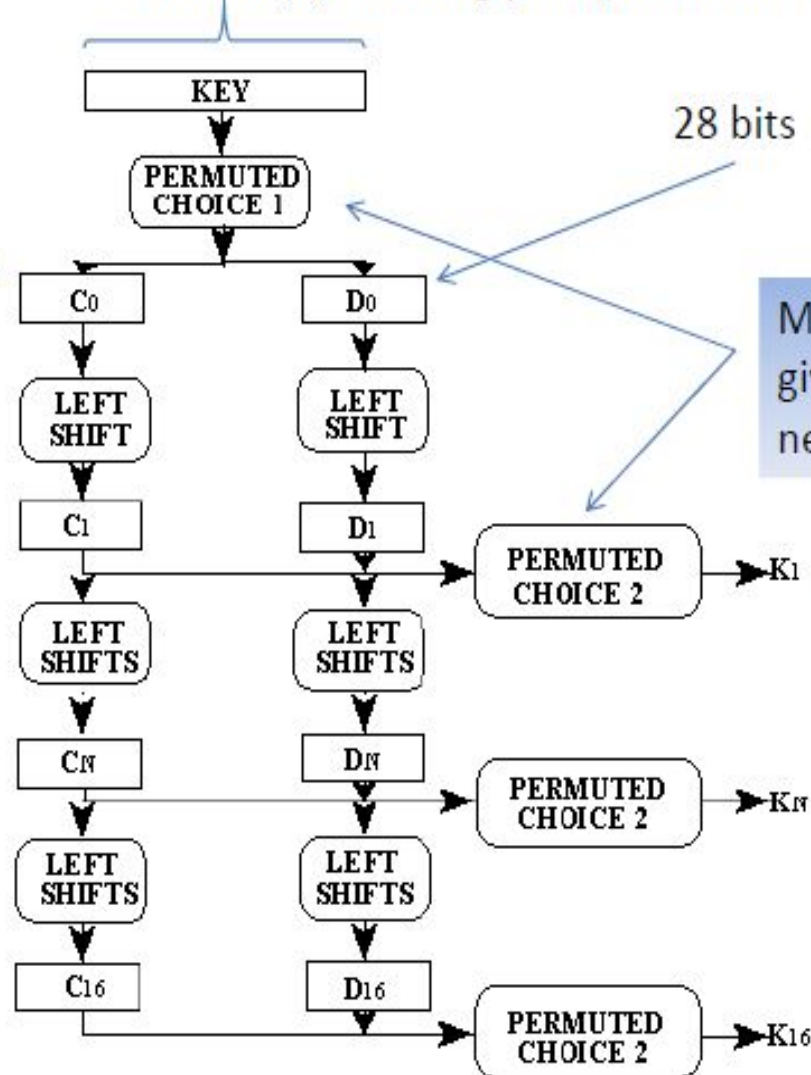 KEY
28 bits
PERMUTED
CHOICE 1
C0
D0
LEFT
SHIFT
LEFT
SHIFT
C1
D1
PERMUTED
CHOICE 2
K1
LEFT
SHIFTS
LEFT
SHIFTS
CN
DN
PERMUTED
CHOICE 2
KN
LEFT
SHIFTS
LEFT
SHIFTS
C16
D16
PERMUTED
CHOICE 2
K16